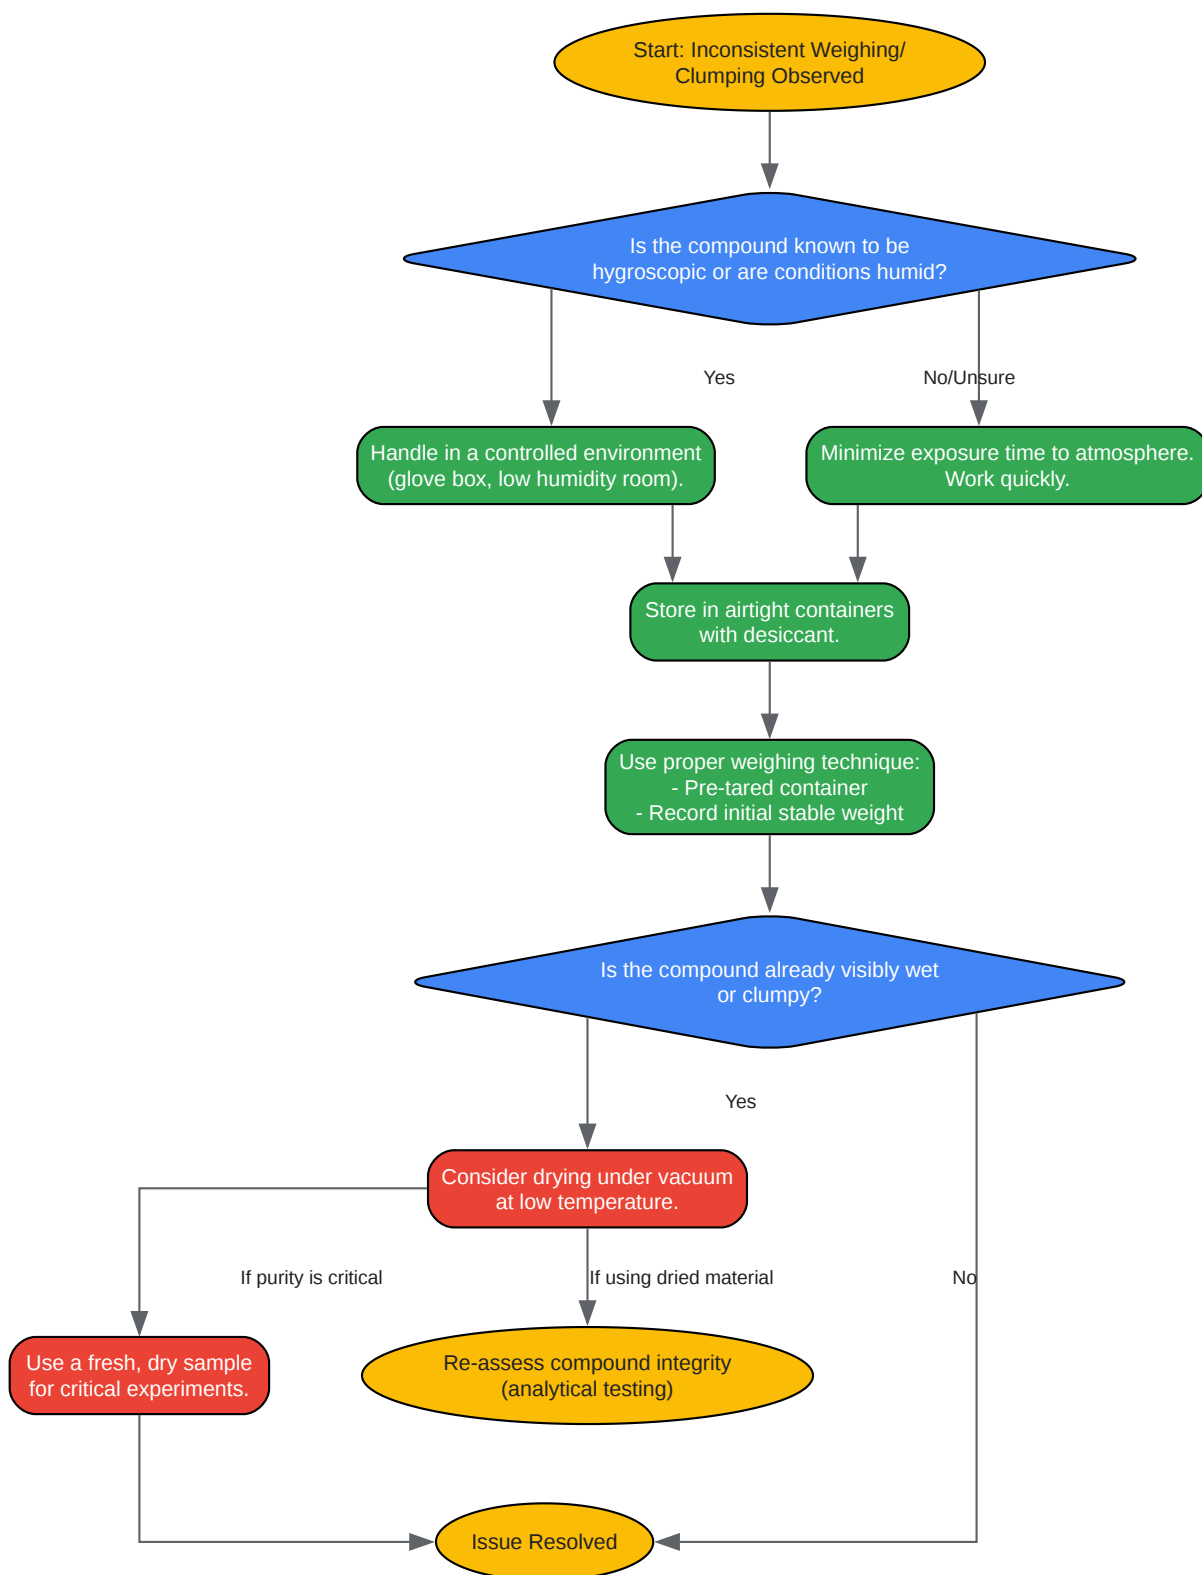 Start: Inconsistent Weighing/
Clumping Observed
Is the compound known to be
hygroscopic or are conditions humid?
Yes
No/Unsure
Handle in a controlled environment
(glove box, low humidity room).
Minimize exposure time to atmosphere.
Work quickly.
Store in airtight containers
with desiccant.
Use proper weighing technique:
- Pre-tared container
- Record initial stable weight
Is the compound already visibly wet
or clumpy?
Yes
Consider drying under vacuum
at low temperature.
If purity is critical
If using dried material
No
Use a fresh, dry sample
for critical experiments.
Re-assess compound integrity
(analytical testing)
Issue Resolved